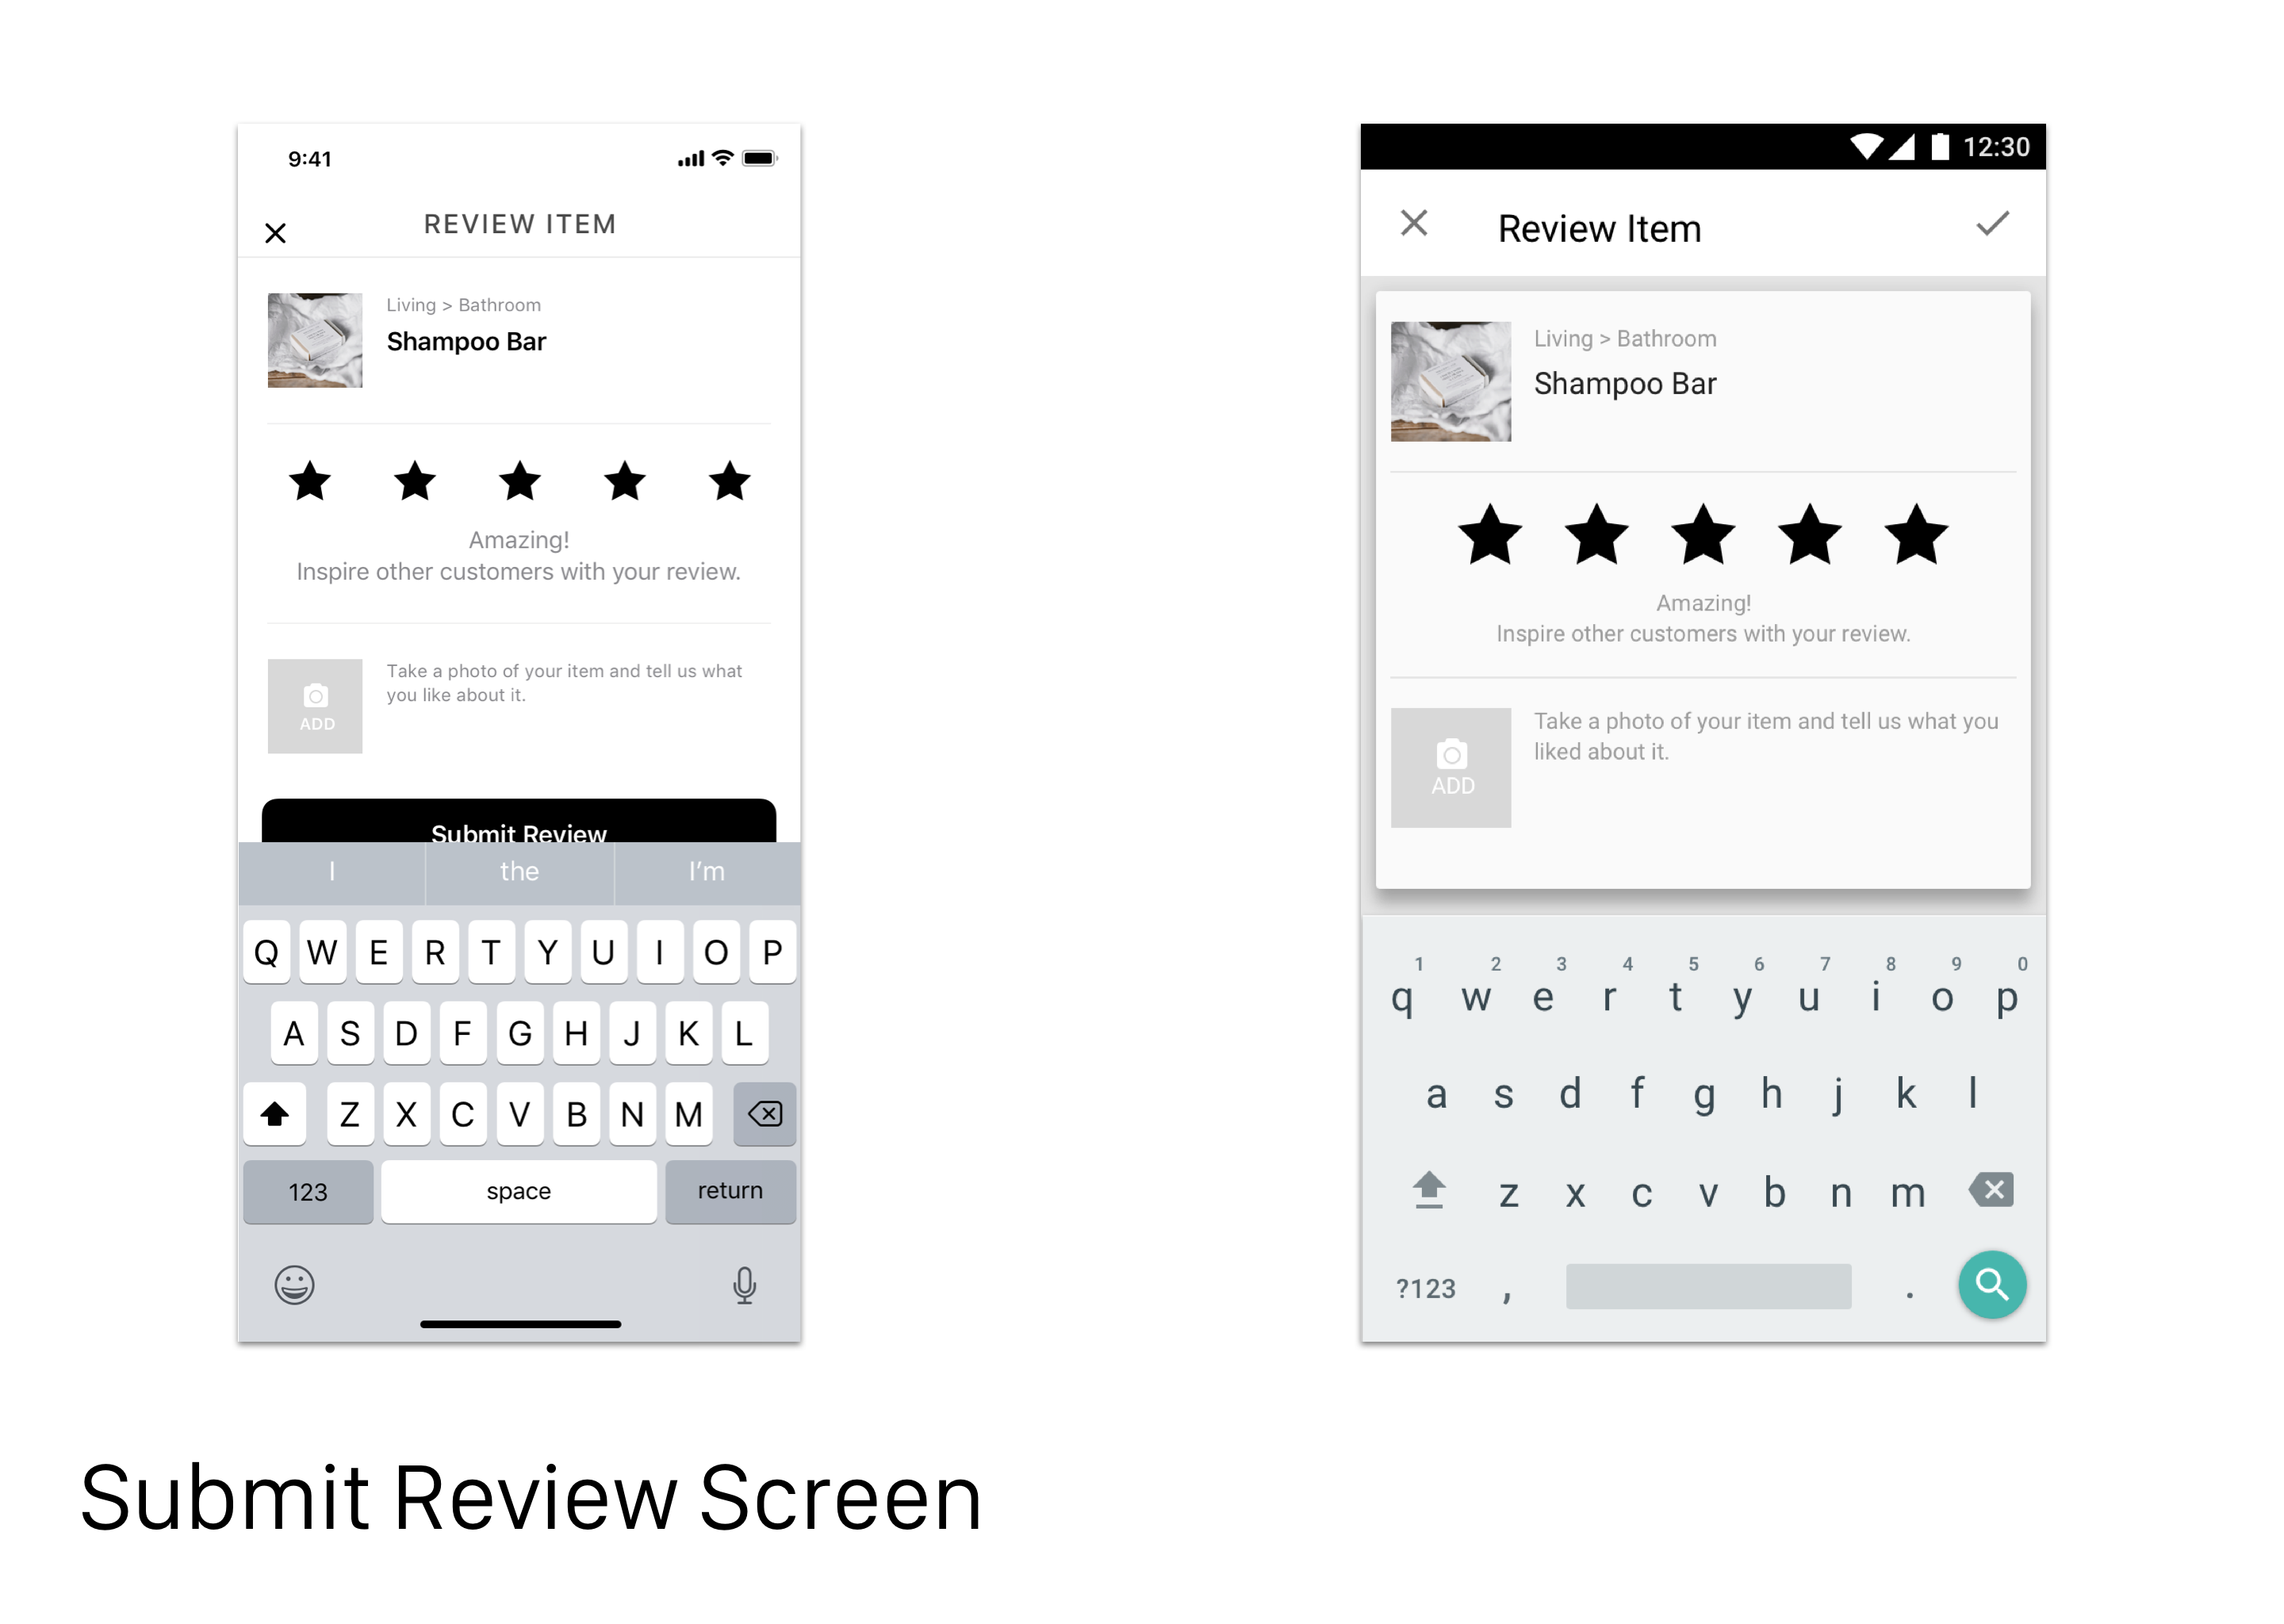 9:41
REVIEW ITEM
Living > Bathroom
Shampoo Bar
Amazing!
Inspire other customers with your review.
ADD
Take a photo of your item and tell us what
you like about it.
Submit Review
I the I’m
Q W E R T Y U I O P
A S D F G H J K L
Z X C V B N M
123 space return
12:30
Review Item
Living > Bathroom
Shampoo Bar
Amazing!
Inspire other customers with your review.
ADD
Take a photo of your item and tell us what you
liked about it.
1 2 3 4 5 6 7 8 9 0
q w e r t y u i o p
a s d f g h j k l
z x c v b n m
?123 , .
Submit Review Screen